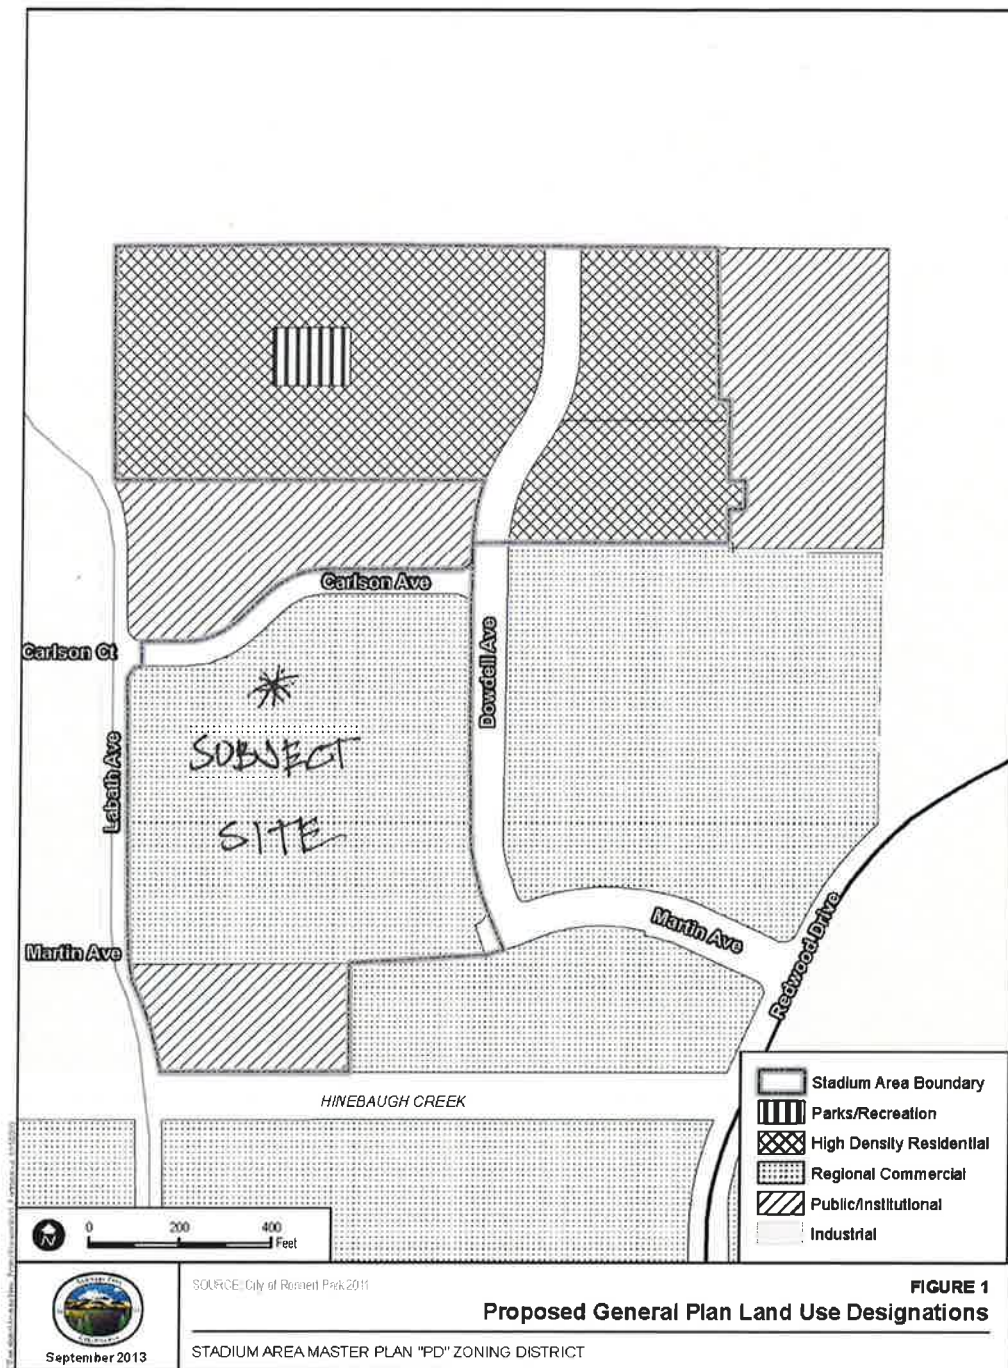 Carlson Ave
Carlson Ct
Dowdell Ave
Labath Ave
SUBJECT
SITE
Martin Ave
Martin Ave
Redwood Drive
HINEBAUGH CREEK
Stadium Area Boundary
Parks/Recreation
High Density Residential
Regional Commercial
Public/Institutional
Industrial
N
0 200 400
Feet
SOURCE: City of Rohnert Park 2011
FIGURE 1
Proposed General Plan Land Use Designations
September 2013
STADIUM AREA MASTER PLAN "PD" ZONING DISTRICT